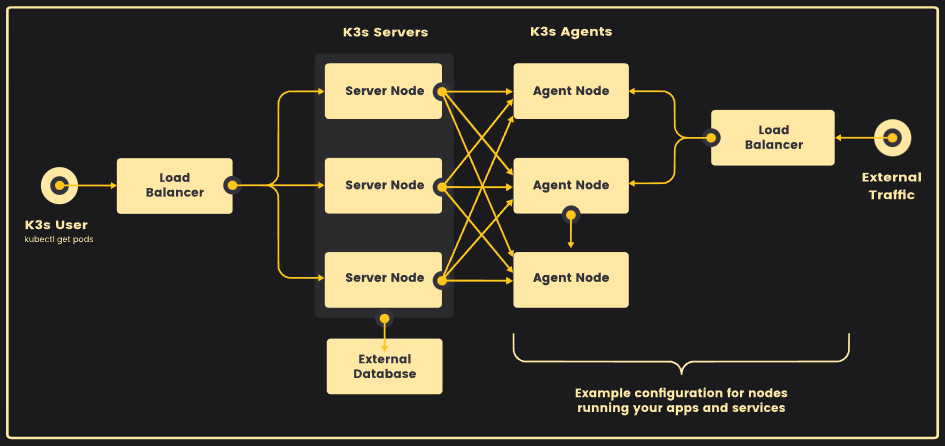 K3s Servers
K3s Agents
Server Node
Agent Node
Load
Balancer
Load
Balancer
Server Node
Agent Node
External
Traffic
K3s User
kubectl get pods
Server Node
Agent Node
External
Database
Example configuration for nodes
running your apps and services